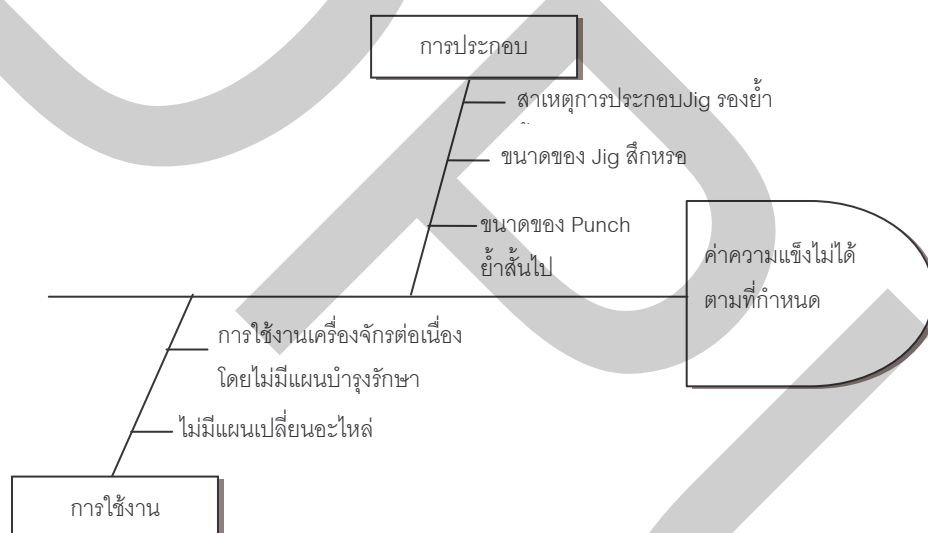 การประกอบ
สาเหตุการประกอบJig รองย้ำ
ขนาดของ Jig สึกหรอ
ขนาดของ Punch
ย้ำสั้นไป
ค่าความแข็งไม่ได้
ตามที่กำหนด
การใช้งานเครื่องจักรต่อเนื่อง
โดยไม่มีแผนบำรุงรักษา
ไม่มีแผนเปลี่ยนอะไหล่
การใช้งาน